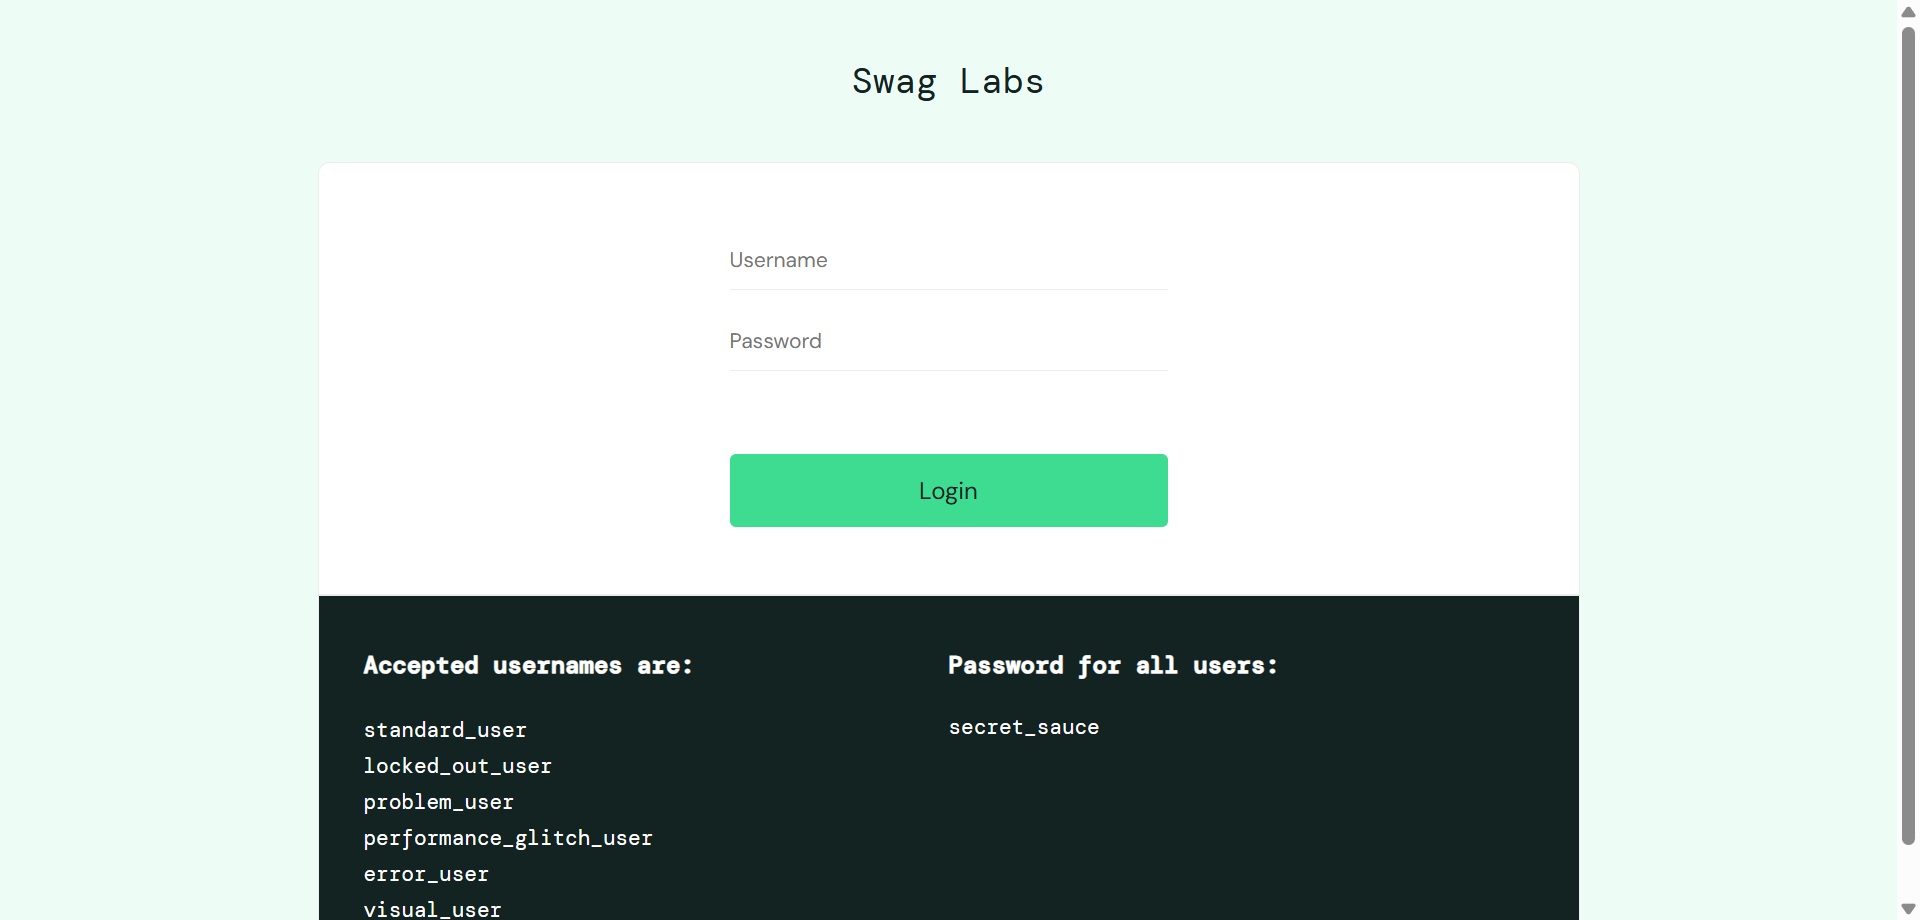 Swag Labs
Username
Password
Login
Accepted usernames are:
standard_user
locked_out_user
problem_user
performance_glitch_user
error_user
visual_user
Password for all users:
secret_sauce